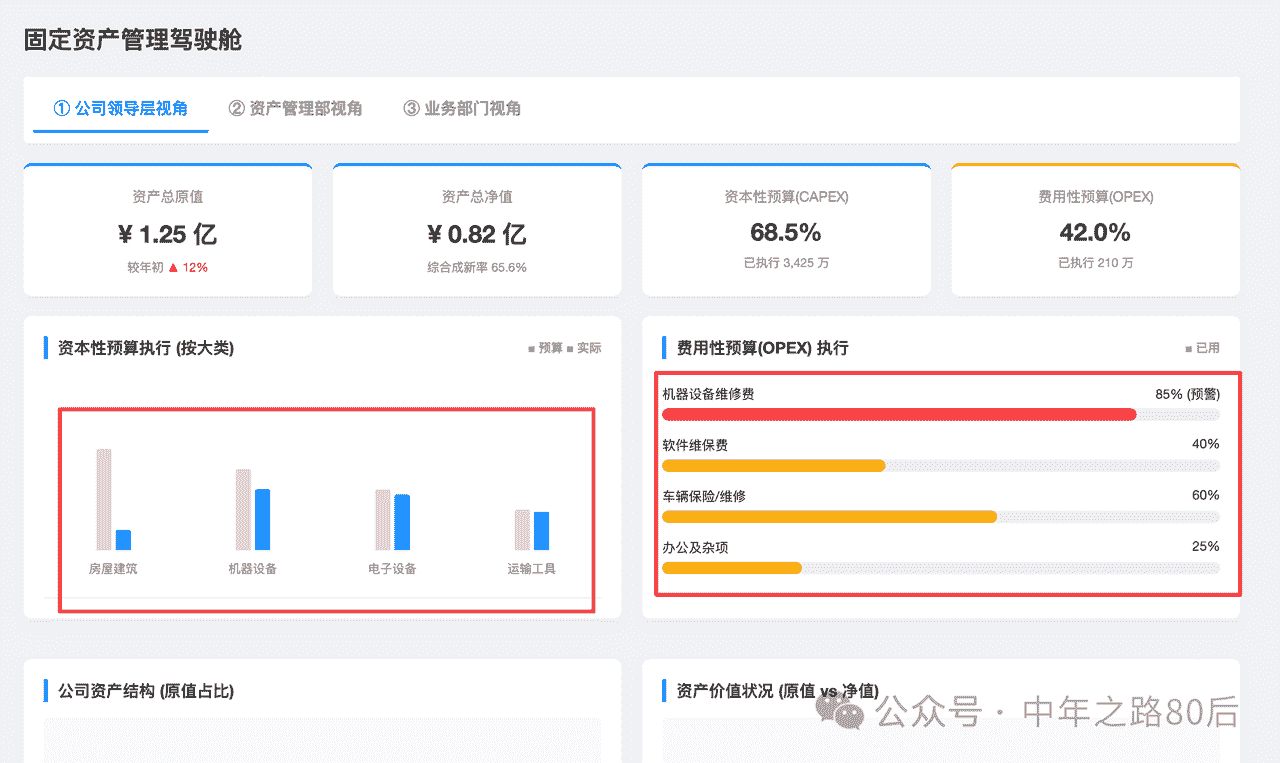 固定资产管理驾驶舱
① 公司领导层视角 ② 资产管理部视角 ③ 业务部门视角
资产总原值
¥ 1.25 亿
较年初 ▲ 12%
资产总净值
¥ 0.82 亿
综合成新率 65.6%
资本性预算(CAPEX)
68.5%
已执行 3,425 万
费用性预算(OPEX)
42.0%
已执行 210 万
资本性预算执行 (按大类)
■ 预算 ■ 实际
房屋建筑 机器设备 电子设备 运输工具
费用性预算(OPEX) 执行
■ 已用
机器设备维修费 85% (预警)
软件维保费 40%
车辆保险/维修 60%
办公及杂项 25%
公司资产结构 (原值占比)
资产价值状况 (原值 vs 净值)
公众号 · 中年之路80后